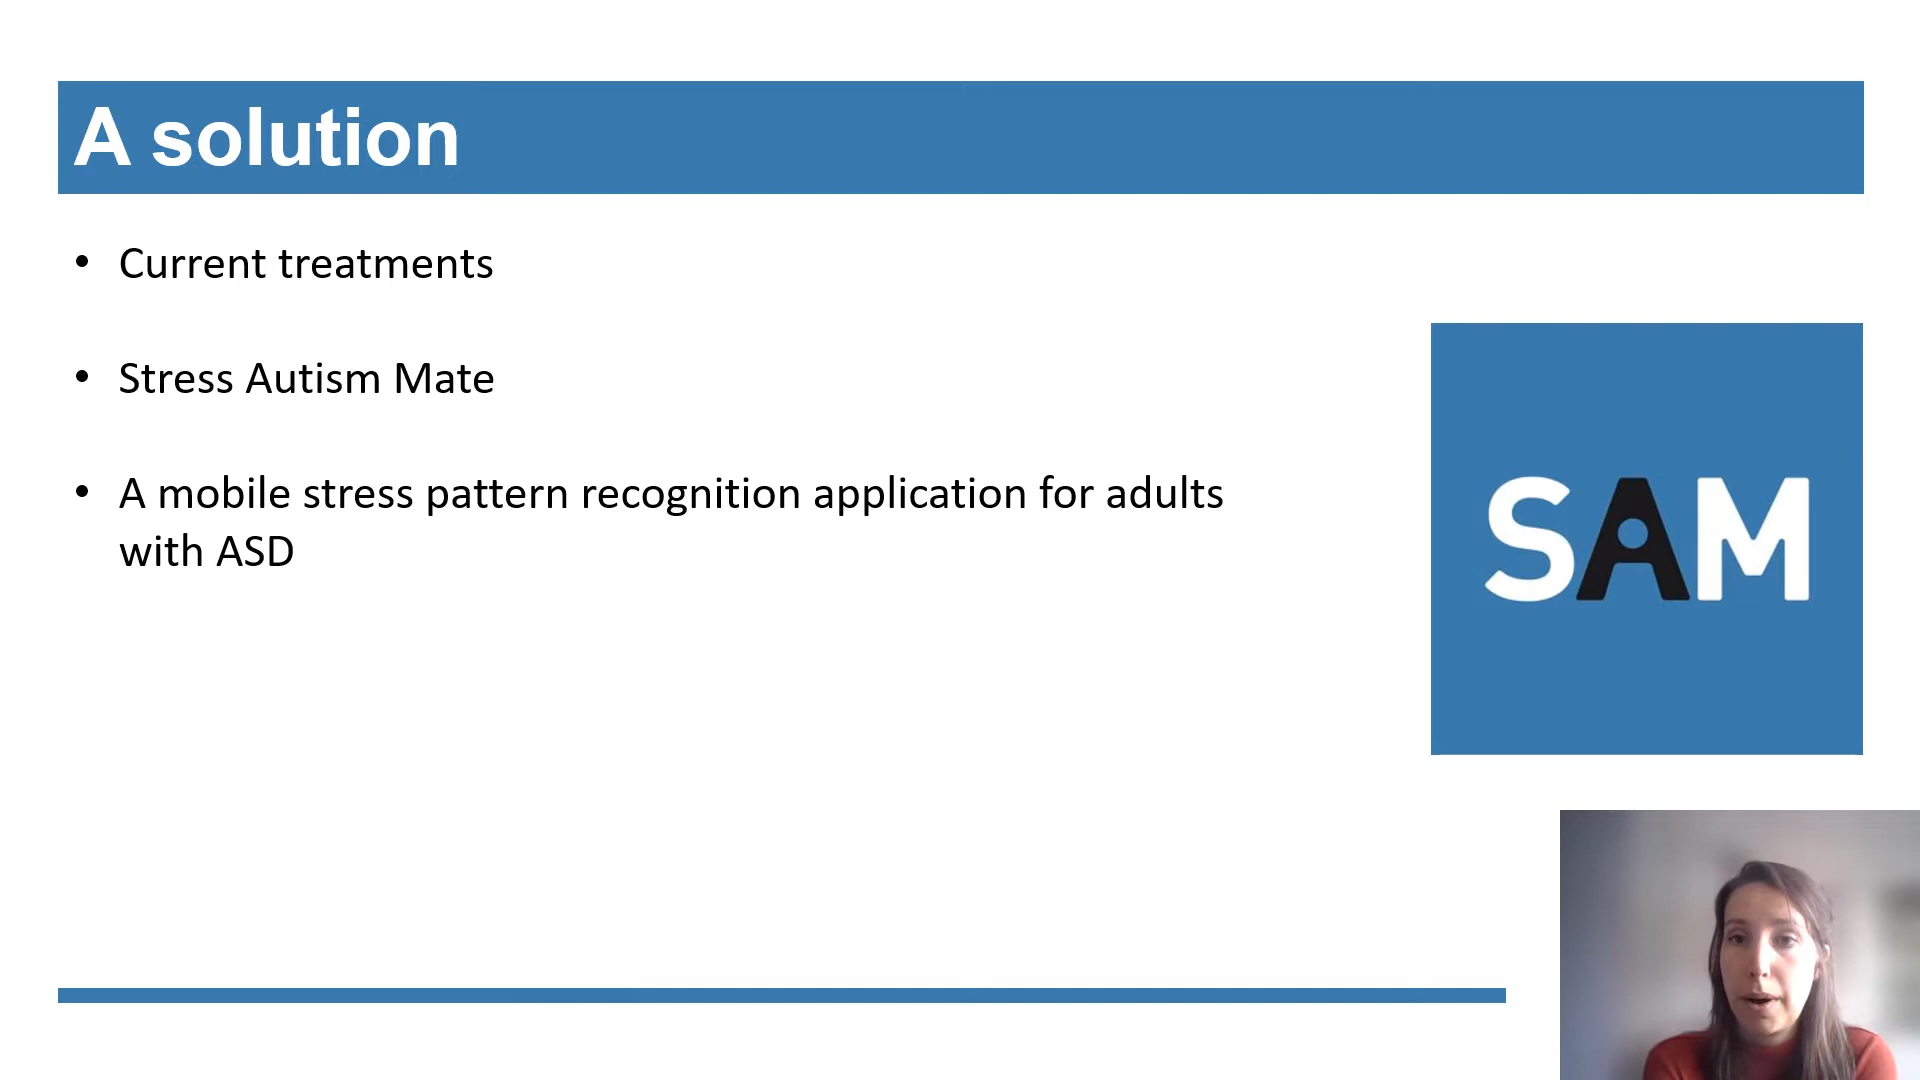 A solution
• Current treatments
• Stress Autism Mate
• A mobile stress pattern recognition application for adults
with ASD
SAM